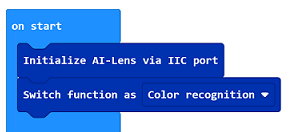 on start
Initialize AI-Lens via IIC port
Switch function as Color recognition